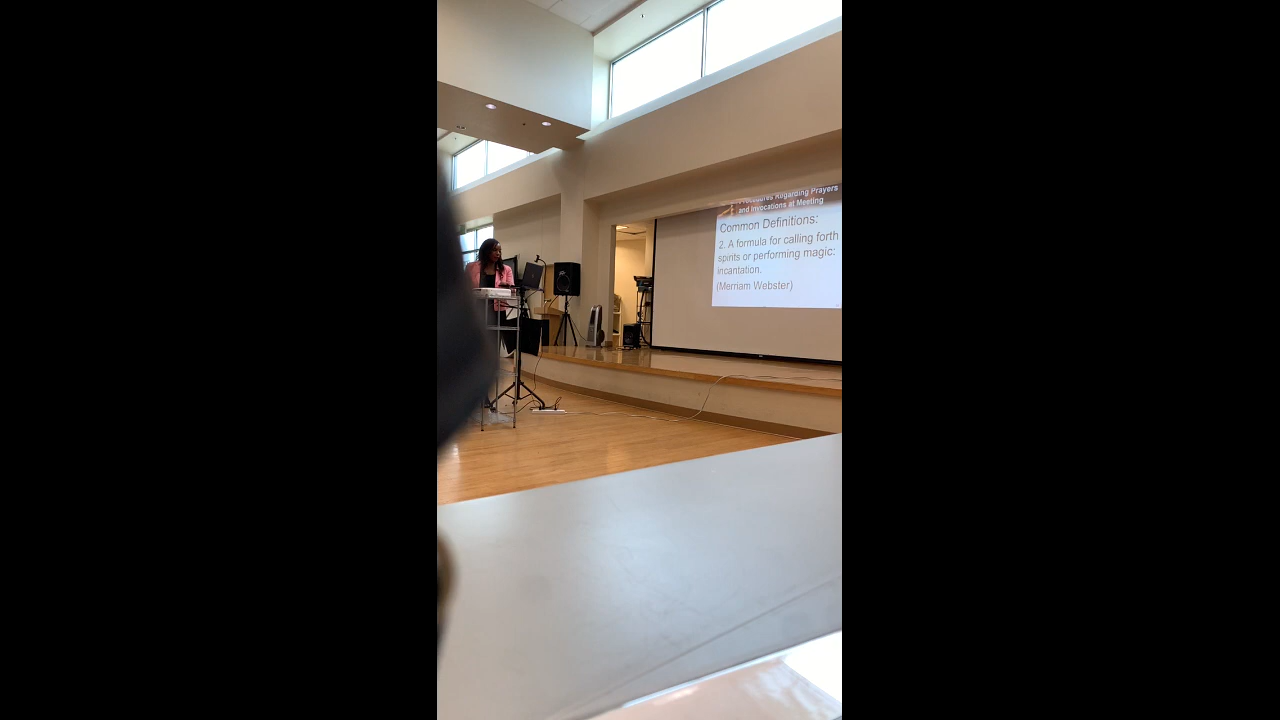 Procedures Regarding Prayers
and Invocations at Meeting
Common Definitions:
2. A formula for calling forth
spirits or performing magic:
incantation.
(Merriam Webster)